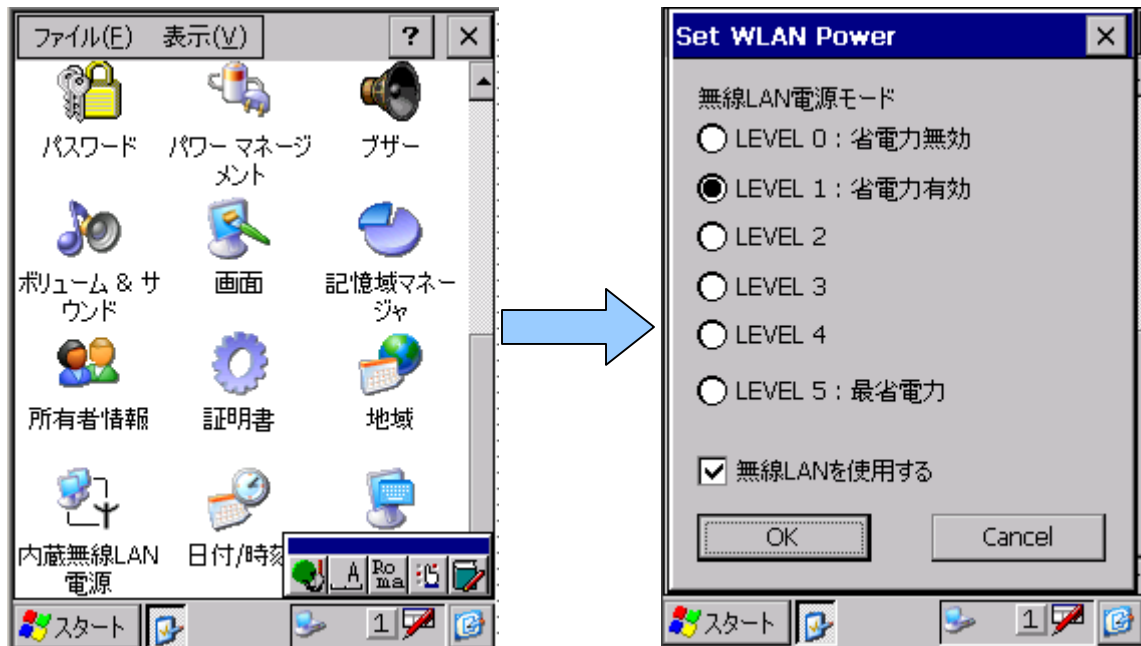 ファイル(F) 表示(V) ? ×
パスワード パワー マネージ ブザー
メント
ボリューム & サ 画面 記憶域マネー
ウンド ジャ
所有者情報 証明書 地域
内蔵無線LAN 日付/時刻
電源
A Ro
ma
スタート 1
Set WLAN Power ×
無線LAN電源モード
LEVEL 0 : 省電力無効
LEVEL 1 : 省電力有効
LEVEL 2
LEVEL 3
LEVEL 4
LEVEL 5 : 最省電力
無線LANを使用する
OK Cancel
スタート 1